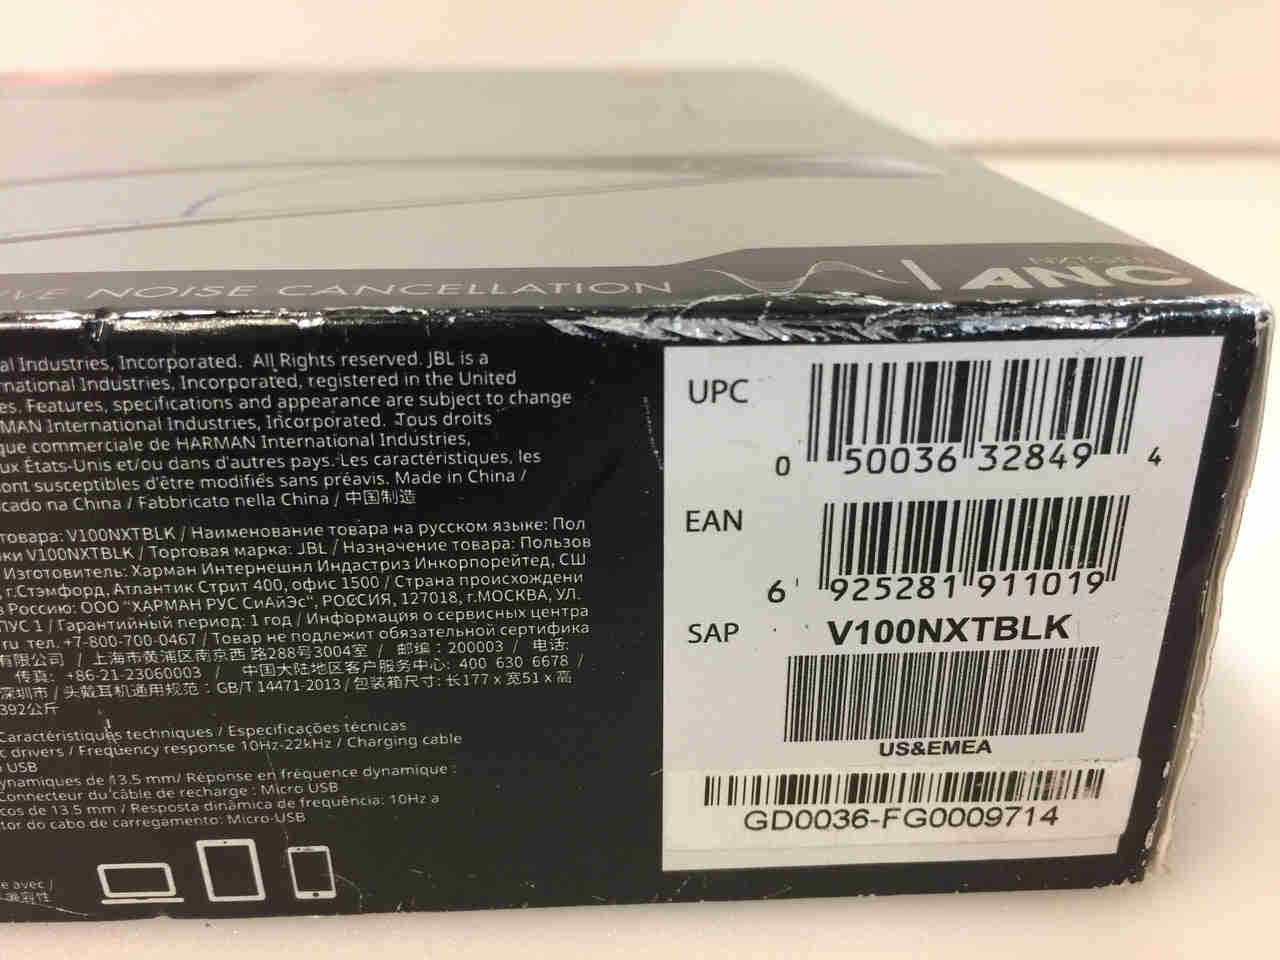 IVE NOISE CANCELLATION
NXTGEN
ANC
al Industries, Incorporated. All Rights reserved. JBL is a
rnational Industries, Incorporated, registered in the United
es. Features, specifications and appearance are subject to change
MAN International Industries, Incorporated. Tous droits
que commerciale de HARMAN International Industries,
ux États-Unis et/ou dans d'autres pays. Les caractéristiques, les
ont susceptibles d'être modifiés sans préavis. Made in China /
cado na China / Fabbricato nella China / 中国制造
товара: V100NXTBLK / Наименование товара на русском языке: Пол
ки V100NXTBLK / Торговая марка: JBL / Назначение товара: Пользов
Изготовитель: Харман Интернешнл Индастриз Инкорпорейтед, США
, г.Стэмфорд, Атлантик Стрит 400, офис 1500 / Страна происхождени
в Россию: ООО "ХАРМАН РУС СиАйЭс", РОССИЯ, 127018, г.МОСКВА, УЛ.
ПУС 1 / Гарантийный период: 1 год / Информация о сервисных центра
ru тел. +7-800-700-0467 / Товар не подлежит обязательной сертифика
有限公司 / 上海市黄浦区南京西路288号3004室 / 邮编：200003 / 电话:
传真: +86-21-23060003 / 中国大陆地区客户服务中心: 400 630 6678 /
深圳市 / 头戴耳机通用规范：GB/T 14471-2013 / 包装箱尺寸: 长177 x 宽51 x 高
392公斤
Caractéristiques techniques / Especificações técnicas
c drivers / Frequency response 10Hz-22kHz / Charging cable
USB
ynamiques de 13.5 mm/ Réponse en fréquence dynamique :
Connecteur du câble de recharge : Micro USB
cos de 13.5 mm / Resposta dinâmica de frequência: 10Hz a
tor do cabo de carregamento: Micro-USB
e avec /
兼容性
UPC
0 50036 32849 4
EAN
6 925281 911019
SAP V100NXTBLK
US&EMEA
GD0036-FG0009714